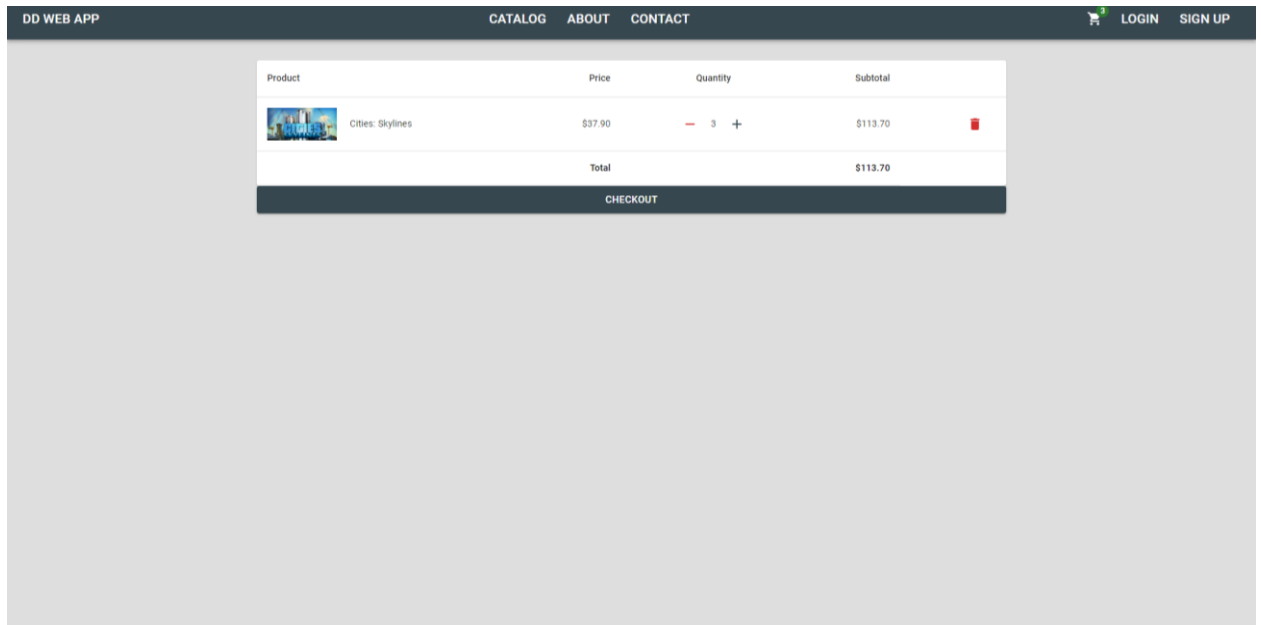 DD WEB APP CATALOG ABOUT CONTACT 3 LOGIN SIGN UP
Product Price Quantity Subtotal
CITIES Cities: Skylines $37.90 − 3 + $113.70
Total $113.70
CHECKOUT